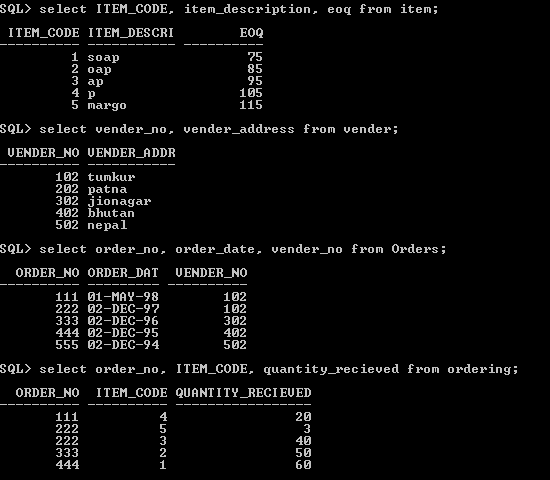 SQL> select ITEM_CODE, item_description, eoq from item;
ITEM_CODE ITEM_DESCRI        EOQ
---------- ----------- ----------
         1 soap                75
         2 oap                 85
         3 ap                  95
         4 p                  105
         5 margo              115
SQL> select vender_no, vender_address from vender;
 VENDER_NO VENDER_ADDR
---------- -----------
       102 tumkur
       202 patna
       302 jionagar
       402 bhutan
       502 nepal
SQL> select order_no, order_date, vender_no from Orders;
  ORDER_NO ORDER_DAT  VENDER_NO
---------- --------- ----------
       111 01-MAY-98        102
       222 02-DEC-97        102
       333 02-DEC-96        302
       444 02-DEC-95        402
       555 02-DEC-94        502
SQL> select order_no, ITEM_CODE, quantity_recieved from ordering;
  ORDER_NO  ITEM_CODE QUANTITY_RECIEVED
---------- ---------- -----------------
       111          4                20
       222          5                 3
       222          3                40
       333          2                50
       444          1                60